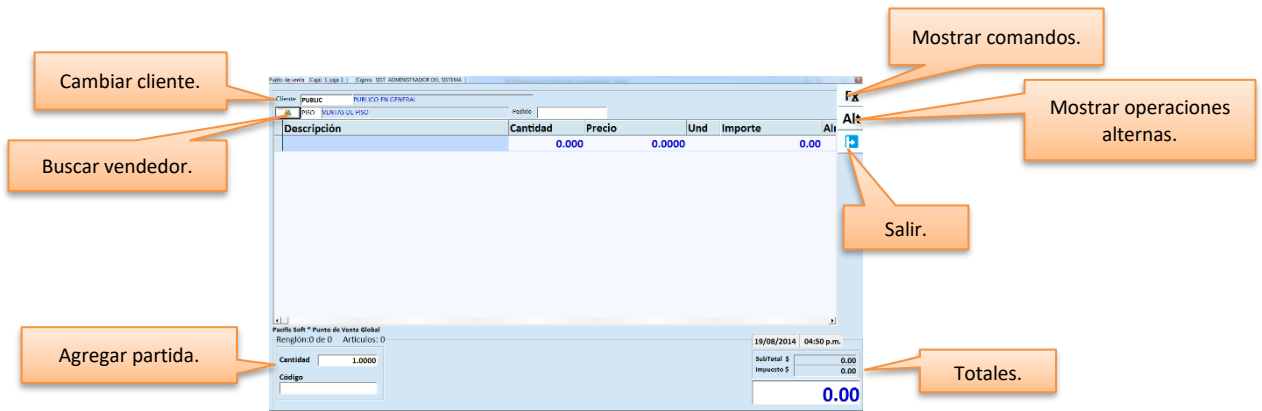 Mostrar comandos.
Cambiar cliente.
Punto de venta [Caja: 1, caja 1 ] [Cajero: SIST ADMINISTRADOR DEL SISTEMA ]
Cliente PUBLIC PUBLICO EN GENERAL
Fx
PISO VENTAS DE PISO Pedido
Mostrar operaciones
alternas.
Alt
Descripción Cantidad Precio Und Importe Alr
0.000 0.0000 0.00
Buscar vendedor.
Salir.
Pacific Soft * Punto de Venta Global
Renglón:0 de 0 Artículos: 0
19/08/2014 04:50 p.m.
Agregar partida.
Cantidad 1.0000
SubTotal $ 0.00
Impuesto $ 0.00
Totales.
Código
0.00